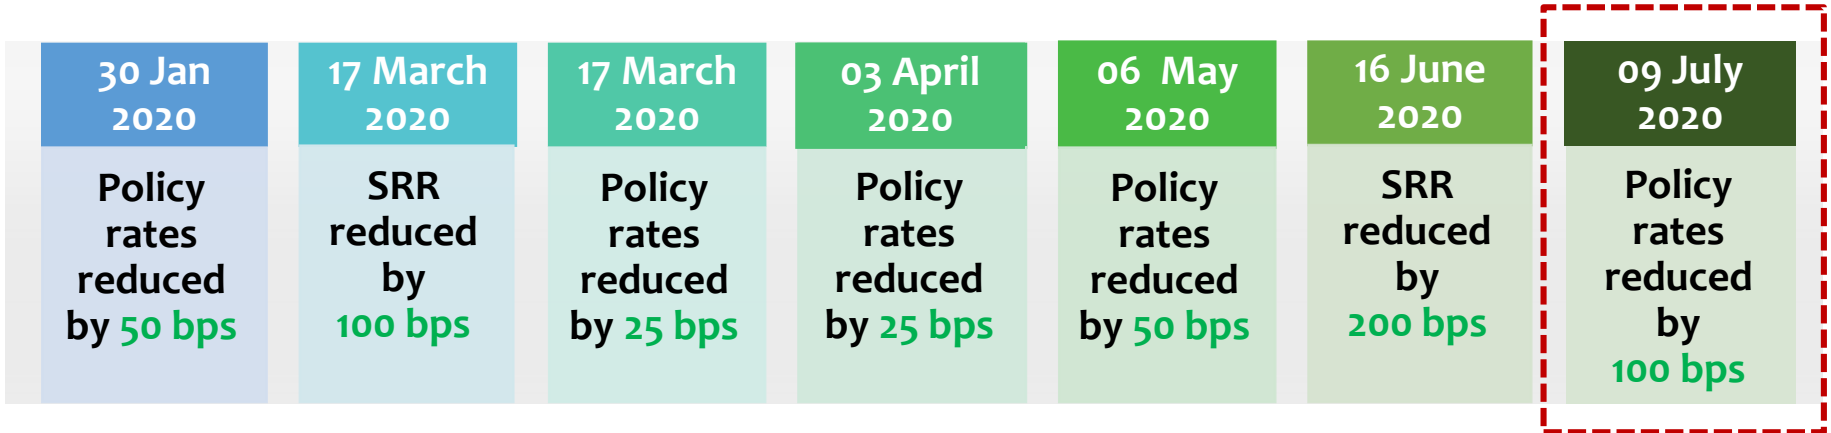 30 Jan
2020
Policy
rates
reduced
by 50 bps
17 March
2020
SRR
reduced
by
100 bps
17 March
2020
Policy
rates
reduced
by 25 bps
03 April
2020
Policy
rates
reduced
by 25 bps
06 May
2020
Policy
rates
reduced
by 50 bps
16 June
2020
SRR
reduced
by
200 bps
09 July
2020
Policy
rates
reduced
by
100 bps